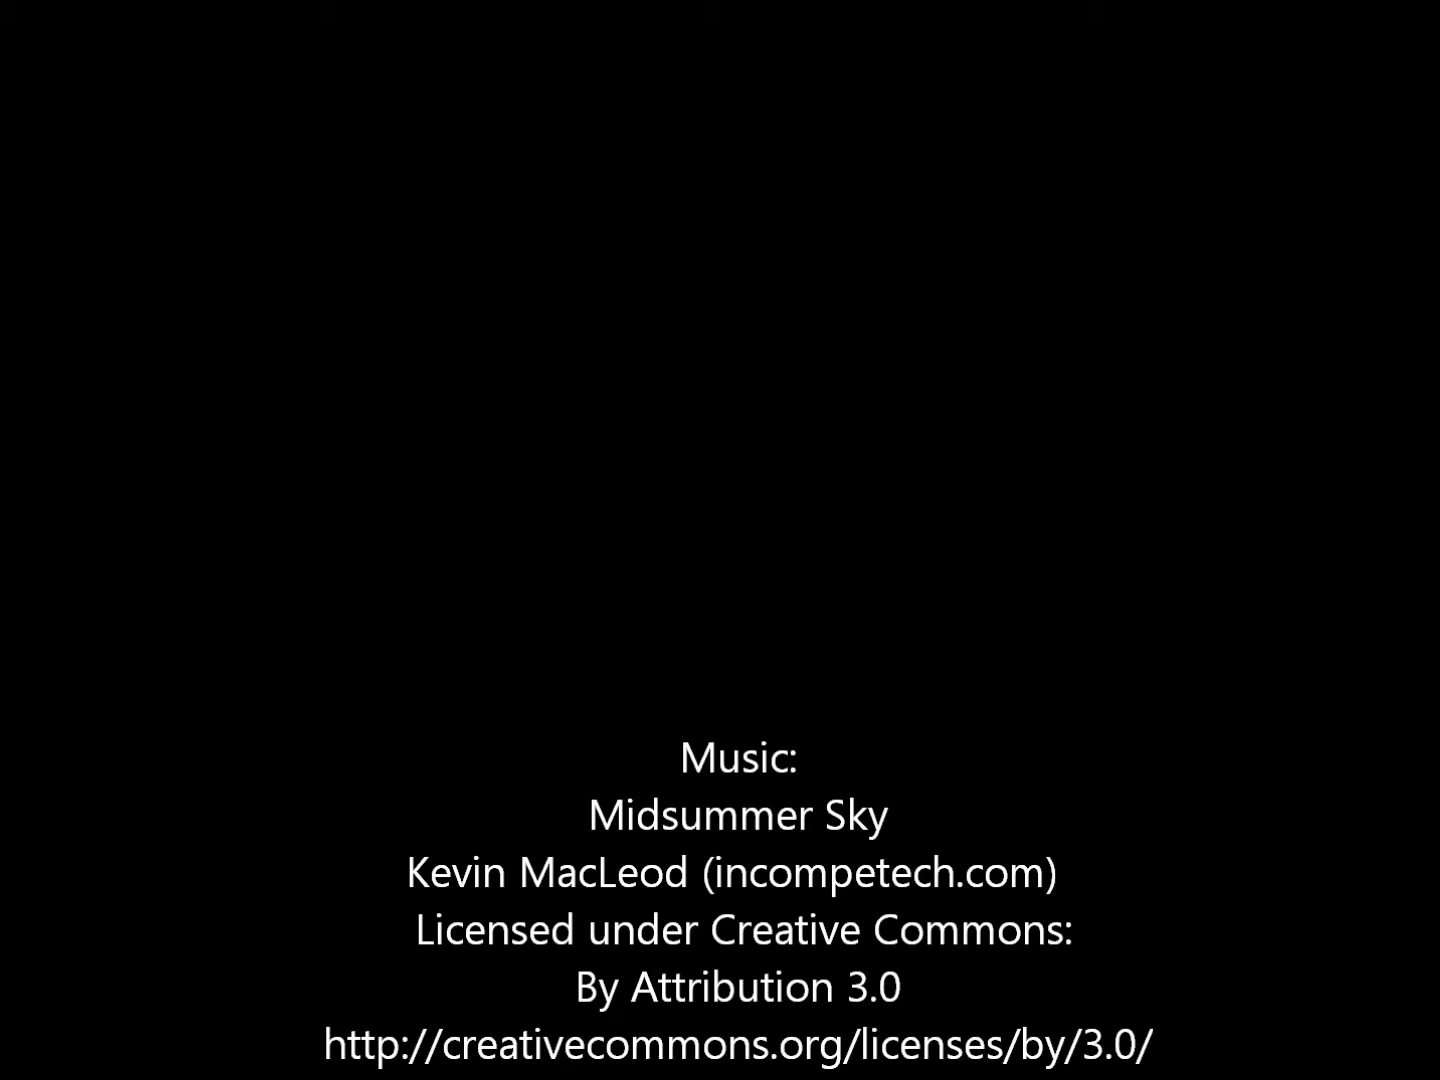 Music:
Midsummer Sky
Kevin MacLeod (incompetech.com)
Licensed under Creative Commons:
By Attribution 3.0
http://creativecommons.org/licenses/by/3.0/